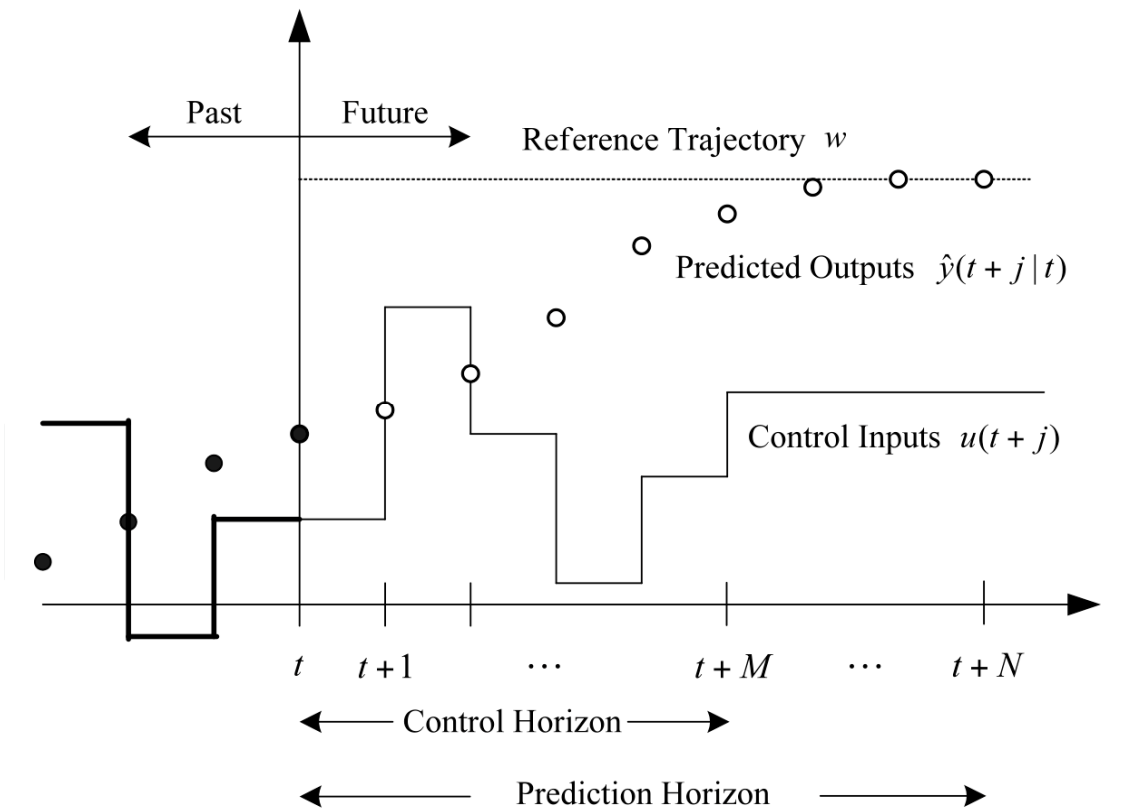 Past Future
Reference Trajectory w
Predicted Outputs ŷ(t + j | t)
Control Inputs u(t + j)
t t + 1 ··· t + M ··· t + N
Control Horizon
Prediction Horizon